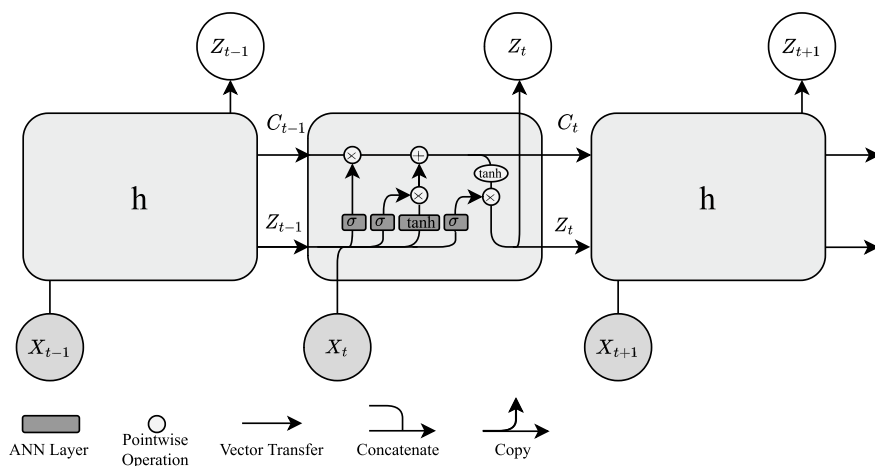 Z_{t-1}
Z_t
Z_{t+1}
C_{t-1}
C_t
×
+
tanh
h
×
×
h
Z_{t-1}
σ
σ
tanh
σ
Z_t
X_{t-1}
X_t
X_{t+1}
ANN Layer
Pointwise
Operation
Vector Transfer
Concatenate
Copy